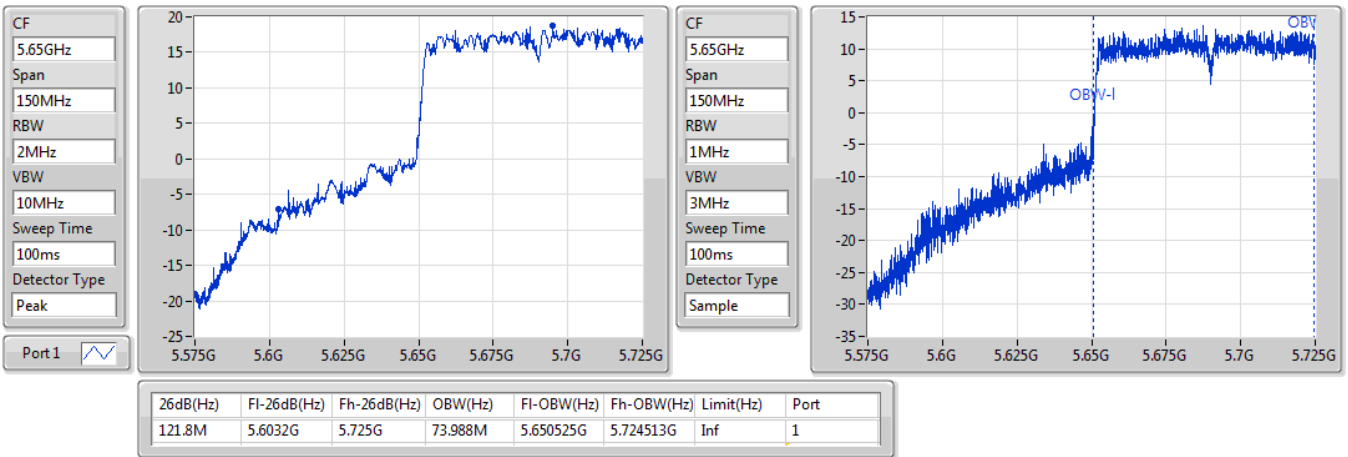 CF
5.65GHz
Span
150MHz
RBW
2MHz
VBW
10MHz
Sweep Time
100ms
Detector Type
Peak
Port 1
20
15
10
5
0
-5
-10
-15
-20
-25
5.575G 5.6G 5.625G 5.65G 5.675G 5.7G 5.725G
CF
5.65GHz
Span
150MHz
RBW
1MHz
VBW
3MHz
Sweep Time
100ms
Detector Type
Sample
15
10
5
0
-5
-10
-15
-20
-25
-30
-35
OBW-l
5.575G 5.6G 5.625G 5.65G 5.675G 5.7G 5.725G
26dB(Hz) Fl-26dB(Hz) Fh-26dB(Hz) OBW(Hz) Fl-OBW(Hz) Fh-OBW(Hz) Limit(Hz) Port
121.8M 5.6032G 5.725G 73.988M 5.650525G 5.724513G Inf 1